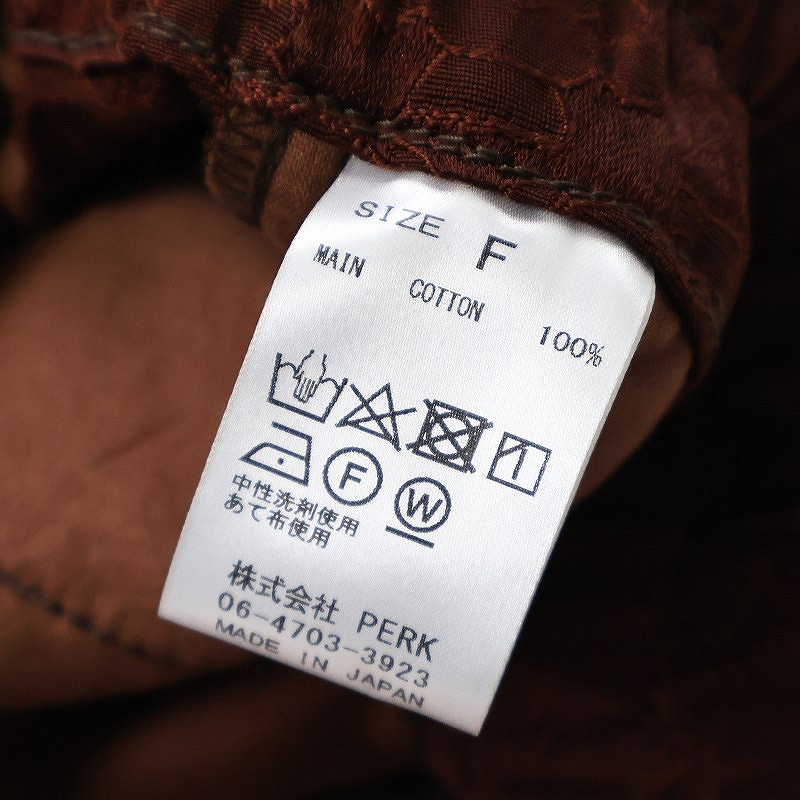 SIZE F
MAIN COTTON 100%
F W
中性洗剤使用
あて布使用
株式会社 PERK
06-4703-3923
MADE IN JAPAN